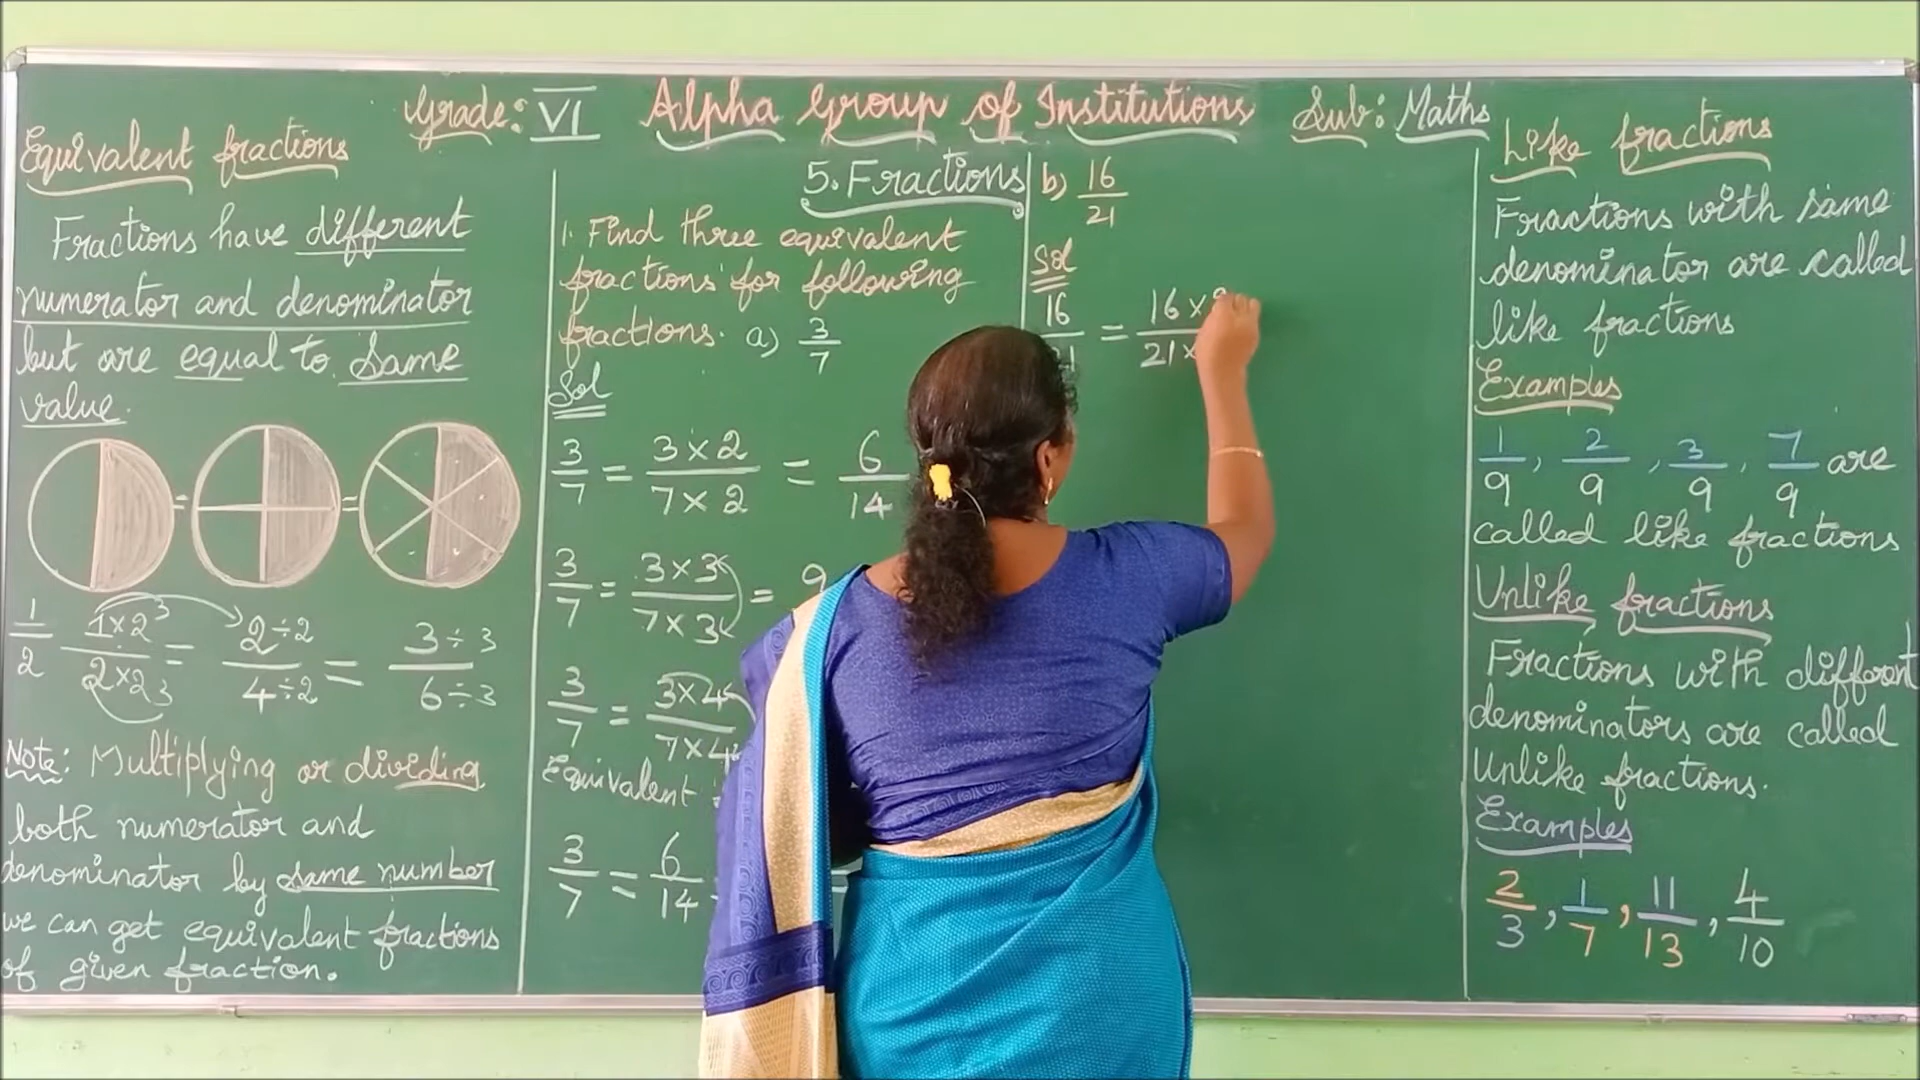 Grade: VI Alpha Group of Institutions Sub: Maths
Equivalent fractions
Fractions have different
numerator and denominator
but are equal to same
value.
=
=
1/2 1×2 3/2×2 3 = 2÷2/4÷2 = 3÷3/6÷3
Note: Multiplying or dividing
both numerator and
denominator by same number
we can get equivalent fractions
of given fraction.
5. Fractions
1. Find three equivalent
fractions for following
fractions. a) 3/7
Sol
3/7 = 3×2/7×2 = 6/14
3/7 = 3×3/7×3 = 9
3/7 = 3×4/7×4
Equivalent
3/7 = 6/14
b) 16/21
Sol
16 = 16×/21×
Like fractions
Fractions with same
denominator are called
like fractions
Examples
1/9, 2/9, 3/9, 7/9 are
called like fractions
Unlike fractions
Fractions with different
denominators are called
Unlike fractions.
Examples
2/3, 1/7, 11/13, 4/10